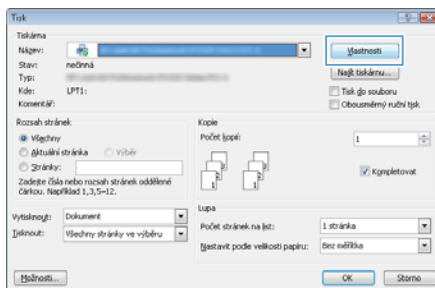 Tisk
Tiskárna
Název:
Vlastnosti
Stav: nečinná
Typ:
Najít tiskárnu...
Kde: LPT1:
Tisk do souboru
Komentář:
Obousměrný ruční tisk
Rozsah stránek
Kopie
Všechny
Počet kopií: 1
Aktuální stránka
Výběr
Stránky:
Kompletovat
Zadejte čísla nebo rozsah stránek oddělené
čárkou. Například 1,3,5–12.
Vytisknout: Dokument
Tisknout: Všechny stránky ve výběru
Lupa
Počet stránek na list: 1 stránka
Nastavit podle velikosti papíru: Bez měřítka
Možnosti...
OK
Storno